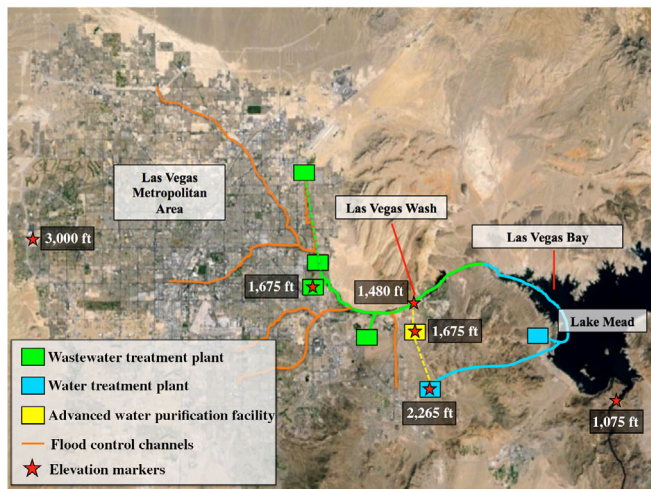 Las Vegas
Metropolitan
Area
Las Vegas Wash
Las Vegas Bay
3,000 ft
1,675 ft
1,480 ft
Lake Mead
1,675 ft
2,265 ft
1,075 ft
Wastewater treatment plant
Water treatment plant
Advanced water purification facility
Flood control channels
Elevation markers